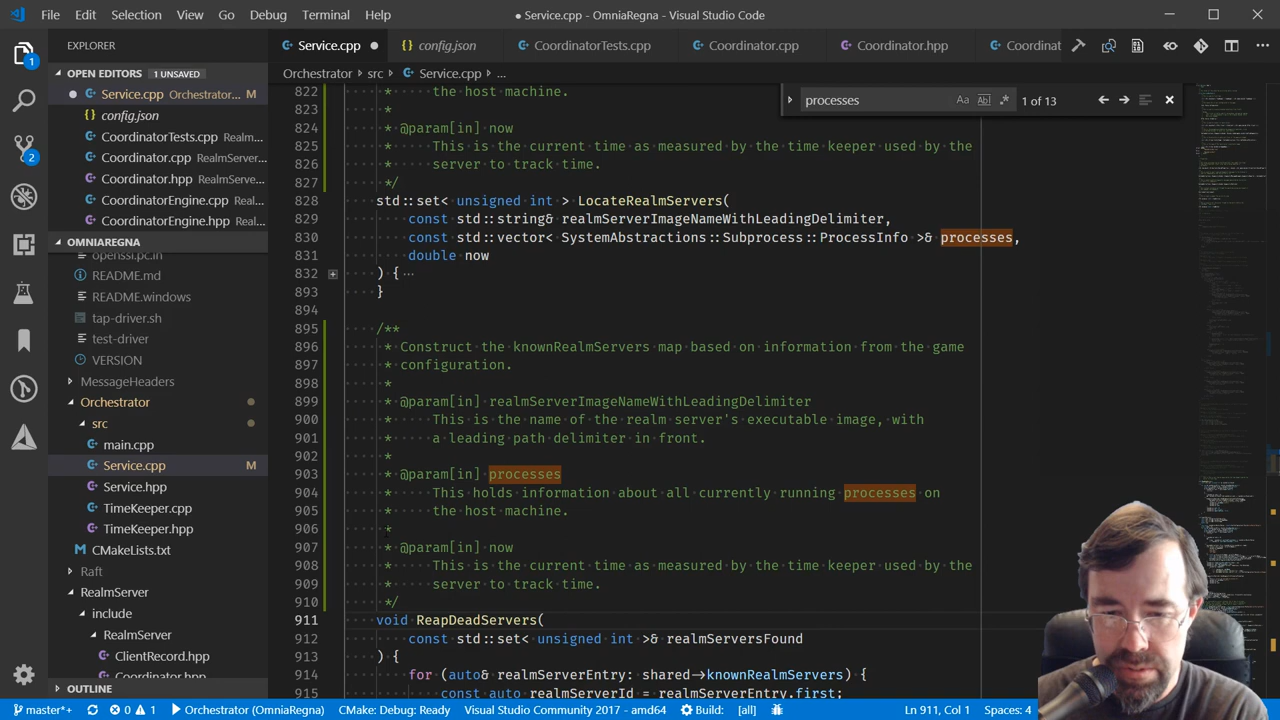 File Edit Selection View Go Debug Terminal Help
● Service.cpp - OmniaRegna - Visual Studio Code
EXPLORER
OPEN EDITORS 1 UNSAVED
Service.cpp Orchestrator... M
config.json
CoordinatorTests.cpp Realm...
Coordinator.cpp RealmServer...
Coordinator.hpp RealmServe...
CoordinatorEngine.cpp Real...
CoordinatorEngine.hpp Real...
OMNIAREGNA
openssl.pc.in
README.md
README.windows
tap-driver.sh
test-driver
VERSION
MessageHeaders
Orchestrator
src
main.cpp
Service.cpp M
Service.hpp
TimeKeeper.cpp
TimeKeeper.hpp
CMakeLists.txt
Raft
RealmServer
include
RealmServer
ClientRecord.hpp
Coordinator.hpp
OUTLINE
Service.cpp config.json CoordinatorTests.cpp Coordinator.cpp Coordinator.hpp Coordinat
Orchestrator > src > Service.cpp > ...
processes Aa Abl .* 1 of 13
822 * the host machine.
823 *
824 * @param[in] now
825 * This is the current time as measured by the time keeper used by the
826 * server to track time.
827 */
828 std::set< unsigned int > LocateRealmServers(
829 const std::string& realmServerImageNameWithLeadingDelimiter,
830 const std::vector< SystemAbstractions::Subprocess::ProcessInfo >& processes,
831 double now
832 ) { ...
893 }
894
895 /**
896 * Construct the knownRealmServers map based on information from the game
897 * configuration.
898 *
899 * @param[in] realmServerImageNameWithLeadingDelimiter
900 * This is the name of the realm server's executable image, with
901 * a leading path delimiter in front.
902 *
903 * @param[in] processes
904 * This holds information about all currently running processes on
905 * the host machine.
906 *
907 * @param[in] now
908 * This is the current time as measured by the time keeper used by the
909 * server to track time.
910 */
911 void ReapDeadServers(
912 const std::set< unsigned int >& realmServersFound
913 ) {
914 for (auto& realmServerEntry: shared->knownRealmServers) {
915 const auto realmServerId = realmServerEntry.first;
1
2
master*+ 0 1 Orchestrator (OmniaRegna) CMake: Debug: Ready Visual Studio Community 2017 - amd64 Build: [all] Ln 911, Col 1 Spaces: 4